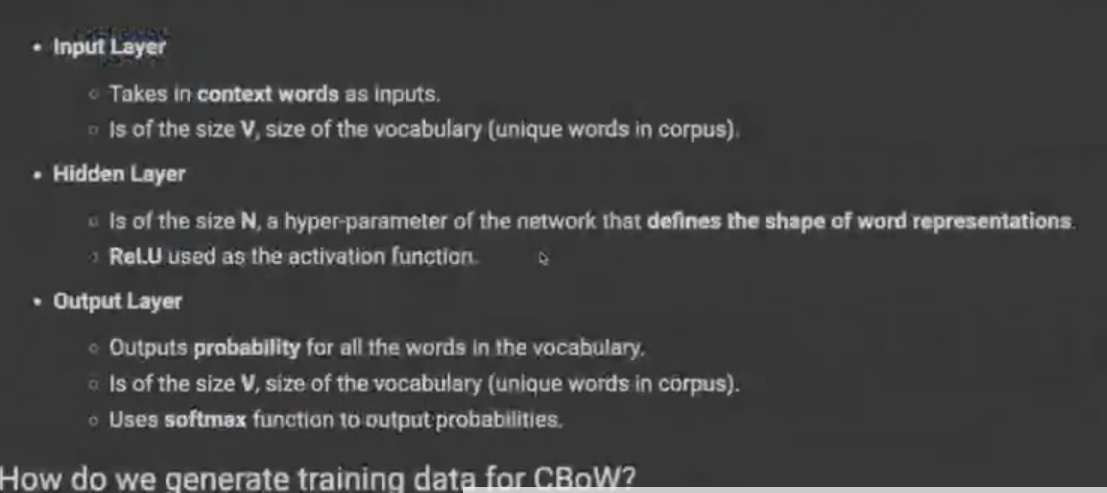 • Input Layer
◦ Takes in context words as inputs.
◦ Is of the size V, size of the vocabulary (unique words in corpus).
• Hidden Layer
◦ Is of the size N, a hyper-parameter of the network that defines the shape of word representations.
◦ ReLU used as the activation function.
• Output Layer
◦ Outputs probability for all the words in the vocabulary.
◦ Is of the size V, size of the vocabulary (unique words in corpus).
◦ Uses softmax function to output probabilities.
How do we generate training data for CBoW?